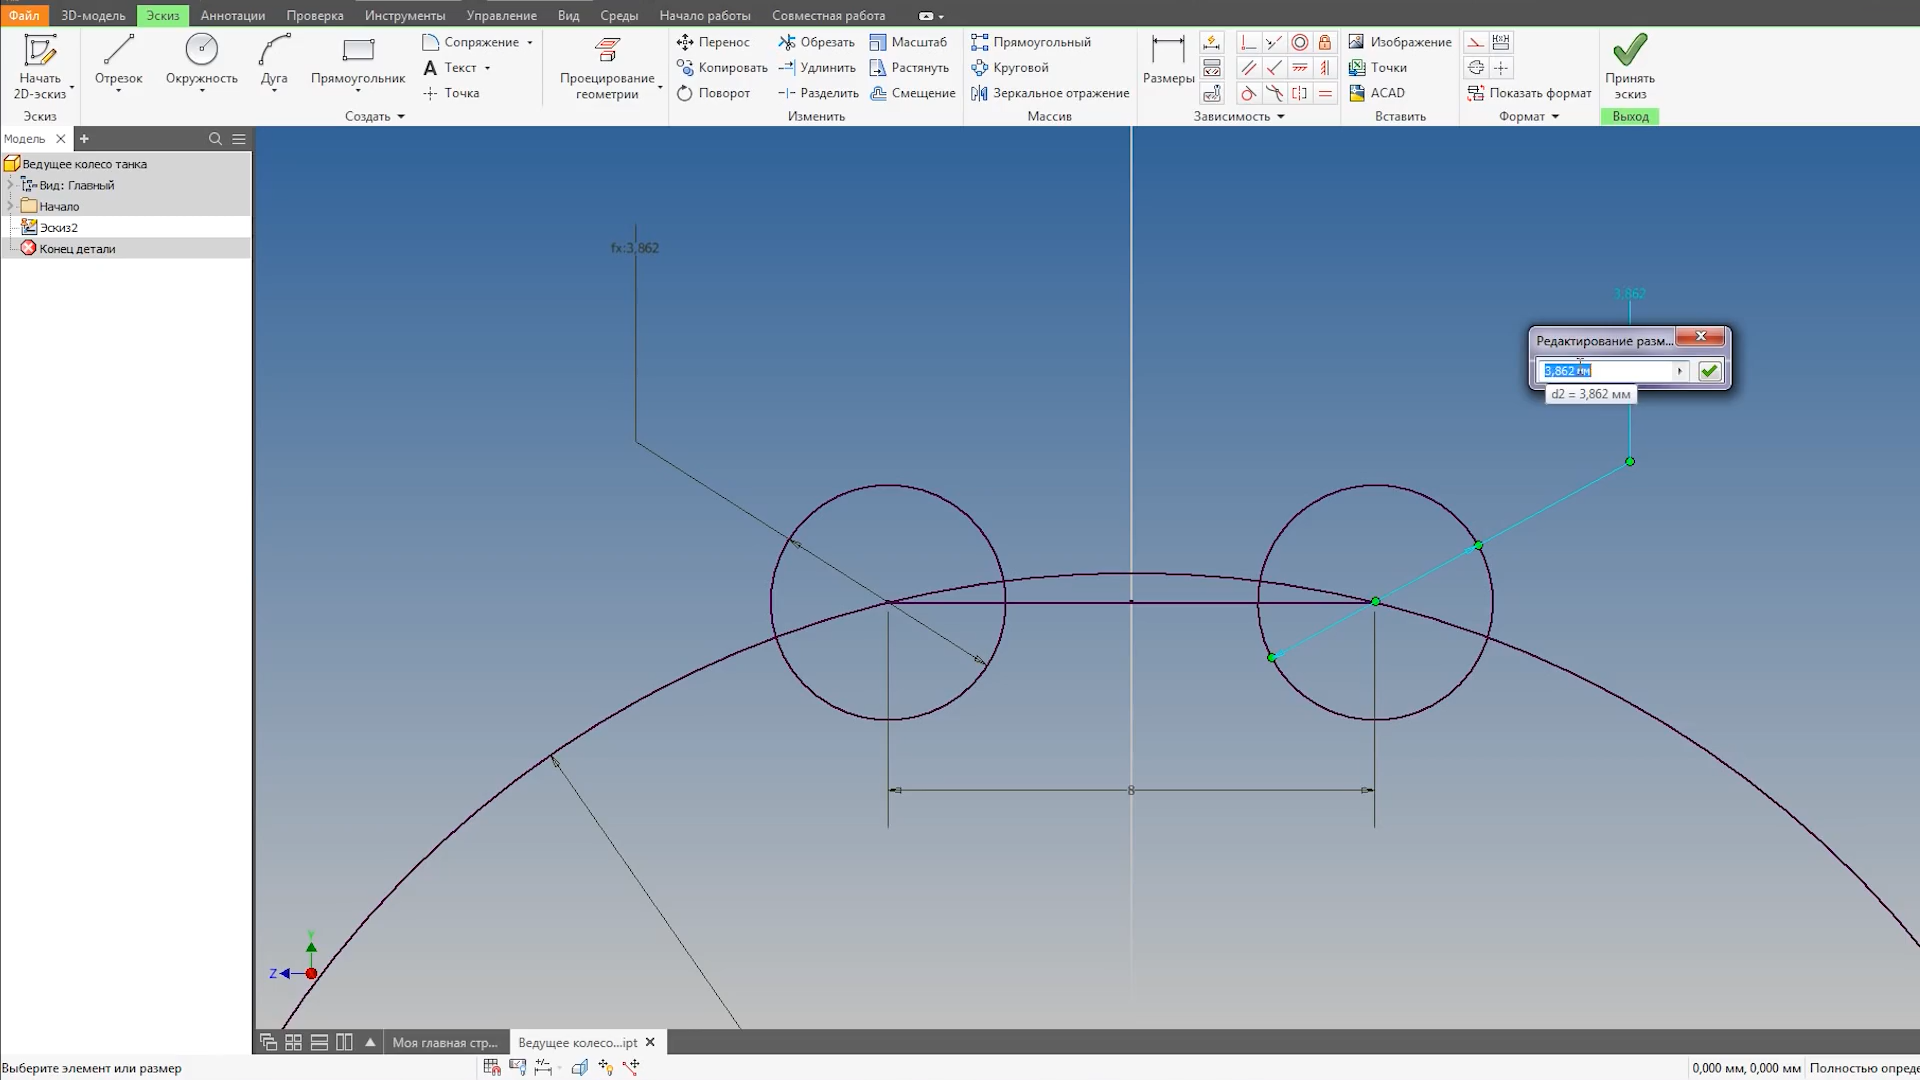 Файл 3D-модель Эскиз Аннотации Проверка Инструменты Управление Вид Среды Начало работы Совместная работа
Начать 2D-эскиз
Отрезок
Окружность
Дуга
Прямоугольник
Сопряжение
Текст
Точка
Проецирование геометрии
Перенос
Копировать
Поворот
Обрезать
Удлинить
Разделить
Масштаб
Растянуть
Смещение
Прямоугольный
Круговой
Зеркальное отражение
Размеры
Изображение
Точки
ACAD
Показать формат
Принять эскиз
Эскиз Создать Изменить Массив Зависимость Вставить Формат Выход
Модель
Ведущее колесо танка
Вид: Главный
Начало
Эскиз2
Конец детали
fx:3,862
3,862
Редактирование разм...
3,862 мм
d2 = 3,862 мм
8
Y
Z
Моя главная стр... Ведущее колесо...ipt
Выберите элемент или размер
0,000 мм, 0,000 мм Полностью опреде